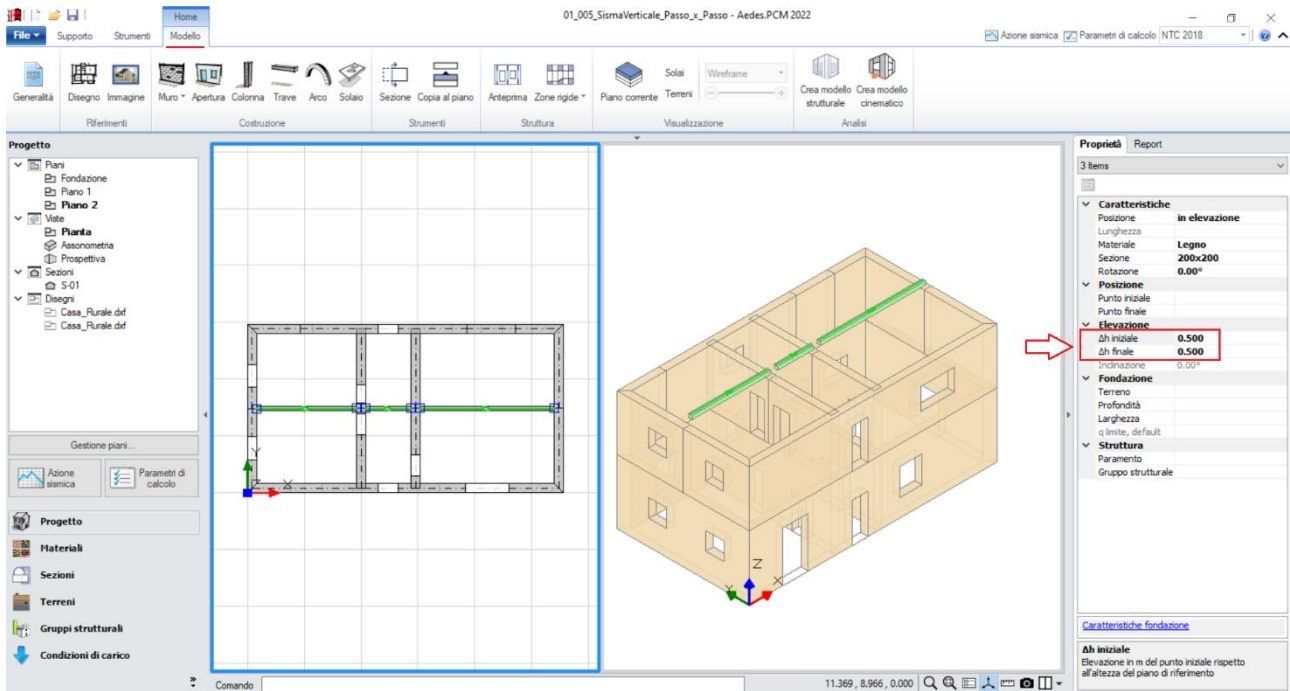 01_005_SismaVerticale_Passo_x_Passo - Aedes.PCM 2022
Home
File
Supporto
Strumenti
Modello
Azione sismica
Parametri di calcolo
NTC 2018
Generalità
Disegno
Immagine
Muro
Apertura
Colonna
Trave
Arco
Solaio
Sezione
Copia al piano
Anteprima
Zone rigide
Piano corrente
Solai
Wireframe
Terreni
Crea modello strutturale
Crea modello cinematico
Riferimenti
Costruzione
Strumenti
Struttura
Visualizzazione
Analisi
Progetto
Piani
Fondazione
Piano 1
Piano 2
Viste
Pianta
Assonometria
Prospettiva
Sezioni
S-01
Disegni
Casa_Rurale.dxf
Casa_Rurale.dxf
Gestione piani...
Azione sismica
Parametri di calcolo
Progetto
Materiali
Sezioni
Terreni
Gruppi strutturali
Condizioni di carico
Y
X
Z
Y
X
Comando
11.369 , 8.966 , 0.000
Proprietà
Report
3 Items
Caratteristiche
Posizione in elevazione
Lunghezza
Materiale Legno
Sezione 200x200
Rotazione 0.00°
Posizione
Punto iniziale
Punto finale
Elevazione
Δh iniziale 0.500
Δh finale 0.500
Inclinazione 0.00°
Fondazione
Terreno
Profondità
Larghezza
q limite, default
Struttura
Paramento
Gruppo strutturale
Caratteristiche fondazione
Δh iniziale
Elevazione in m del punto iniziale rispetto
all'altezza del piano di riferimento